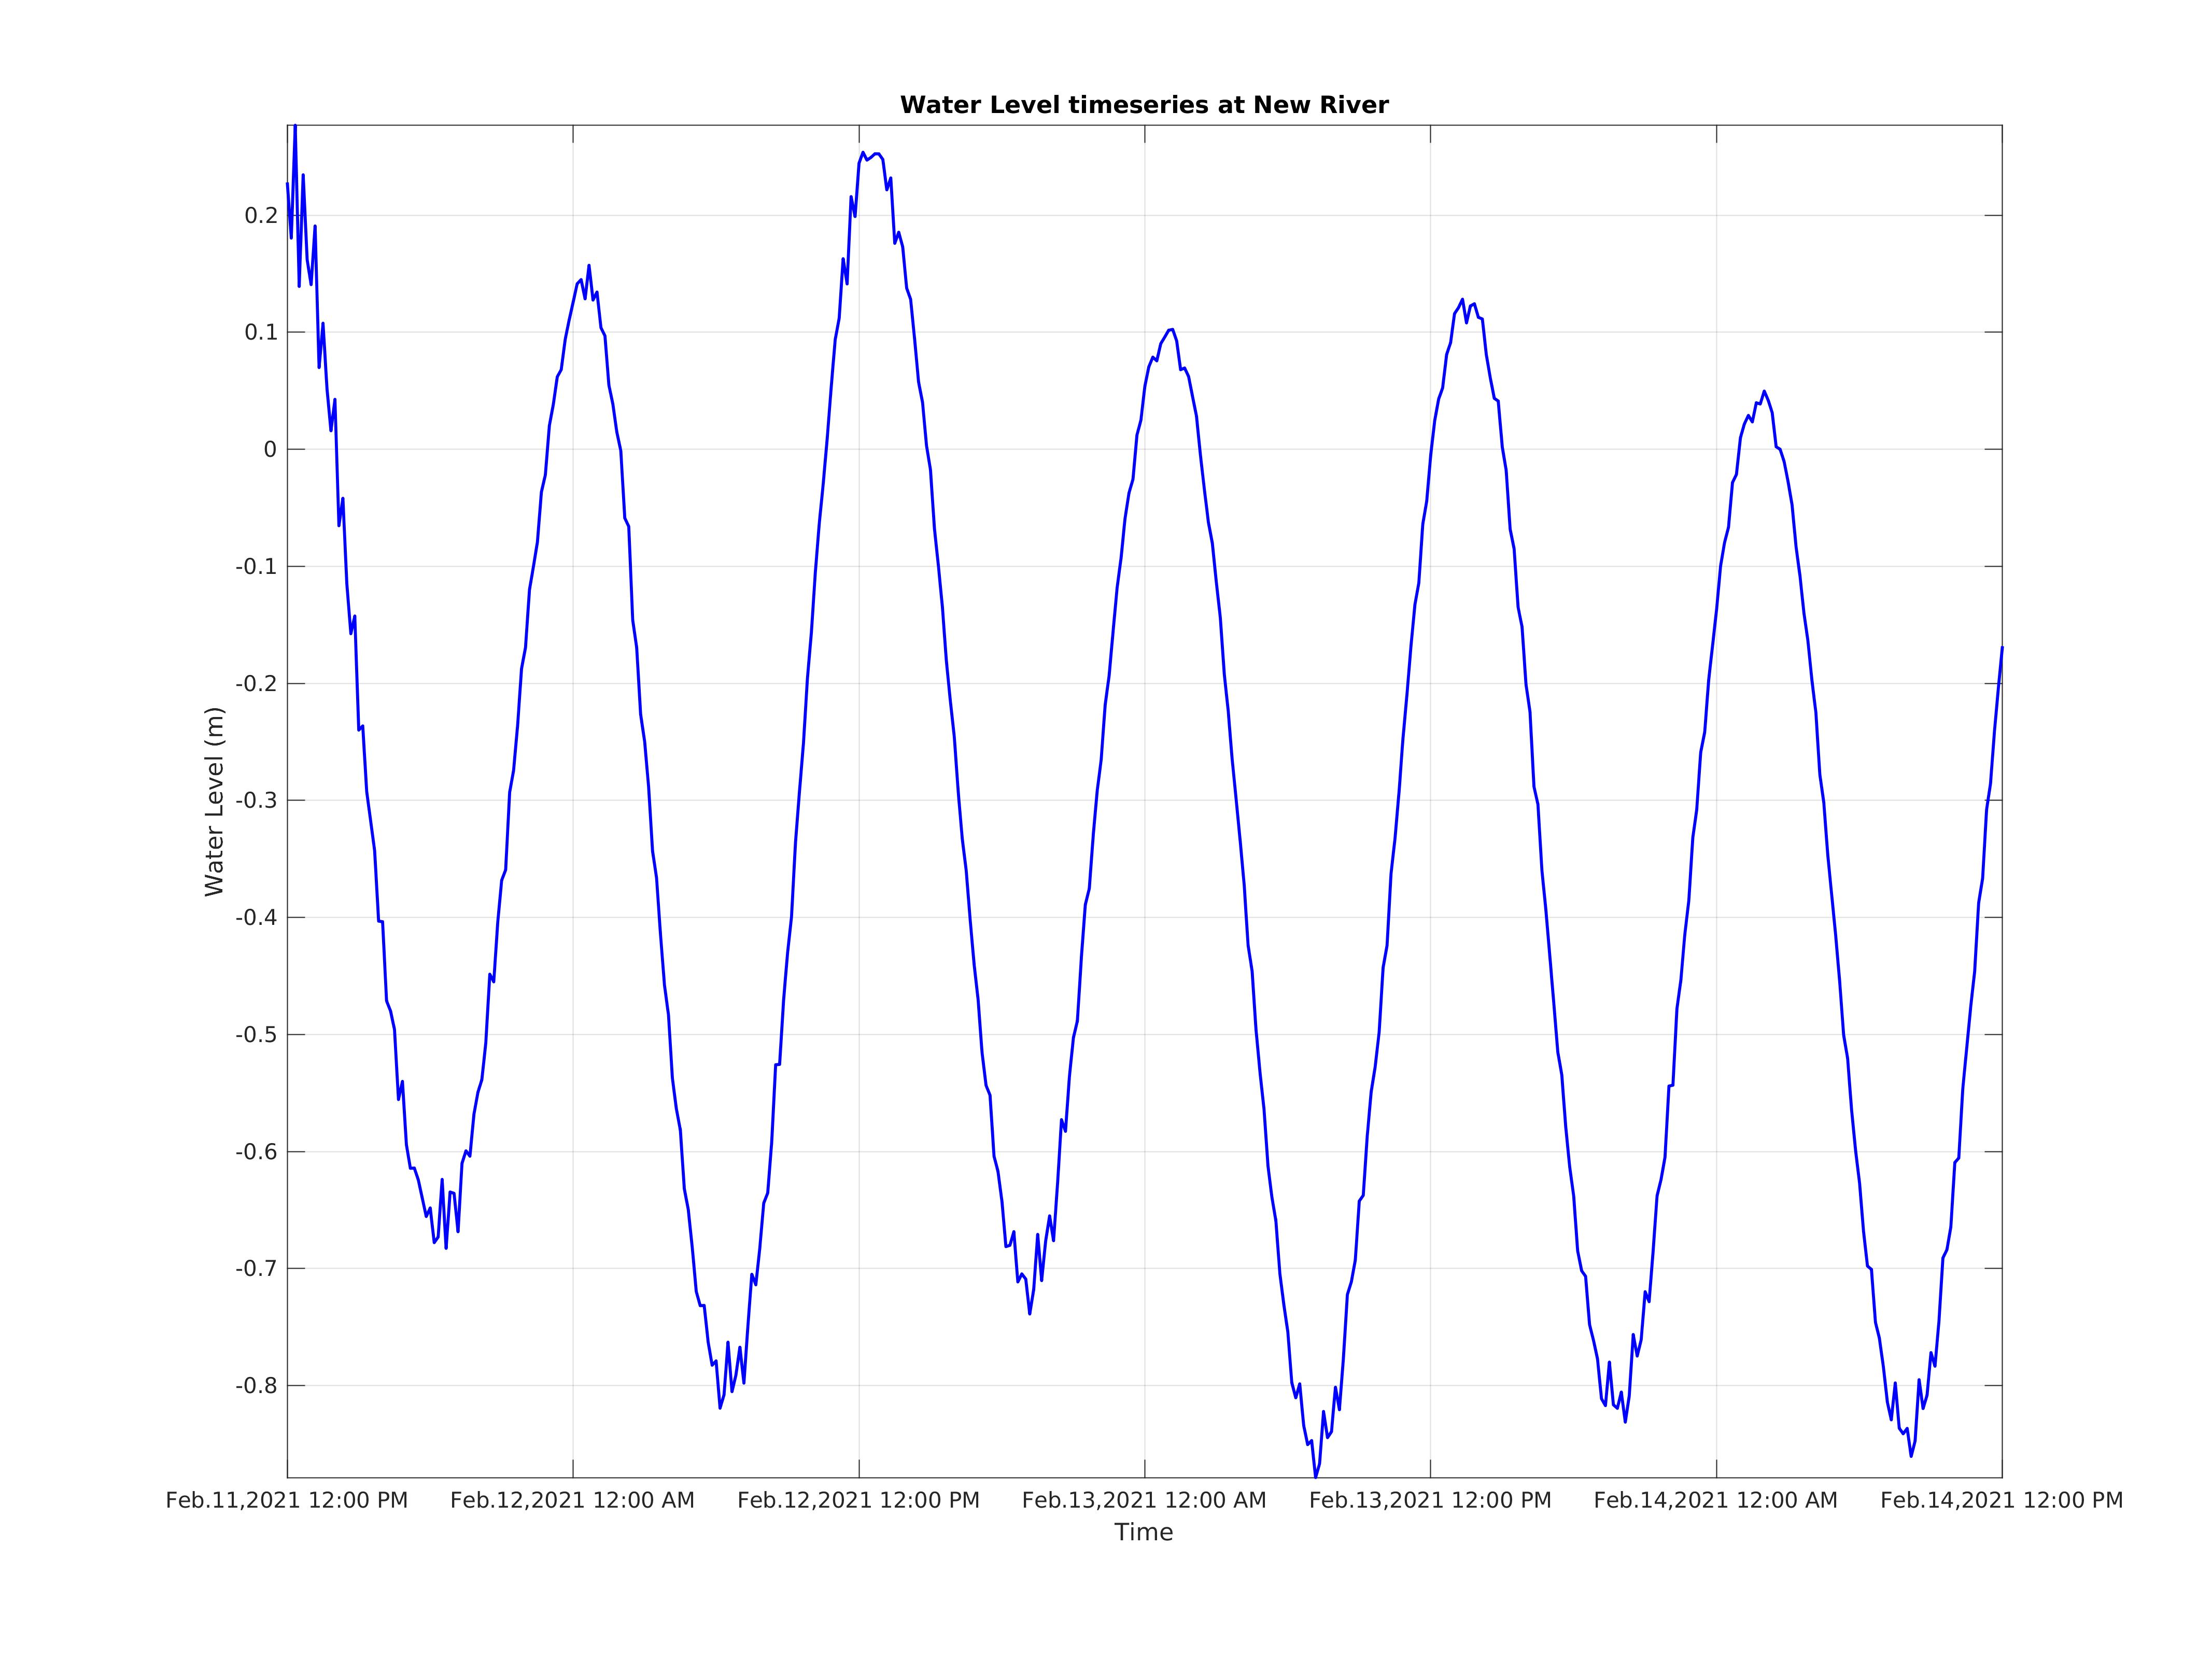 Water Level timeseries at New River
0.2
0.1
0
-0.1
-0.2
-0.3
-0.4
-0.5
-0.6
-0.7
-0.8
Water Level (m)
Feb.11,2021 12:00 PM
Feb.12,2021 12:00 AM
Feb.12,2021 12:00 PM
Feb.13,2021 12:00 AM
Feb.13,2021 12:00 PM
Feb.14,2021 12:00 AM
Feb.14,2021 12:00 PM
Time